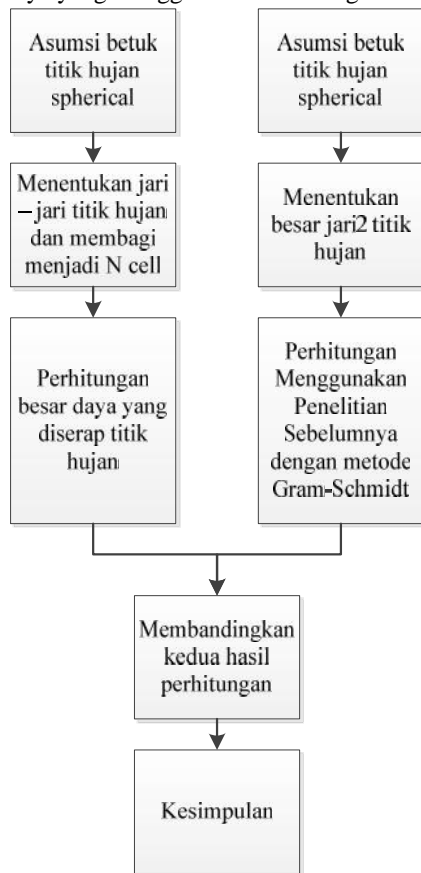 Asumsi betuk
titik hujan
spherical
Menentukan jari
–jari titik hujan
dan membagi
menjadi N cell
Perhitungan
besar daya yang
diserap titik
hujan
Asumsi betuk
titik hujan
spherical
Menentukan
besar jari2 titik
hujan
Perhitungan
Menggunakan
Penelitian
Sebelumnya
dengan metode
Gram-Schmidt
Membandingkan
kedua hasil
perhitungan
Kesimpulan